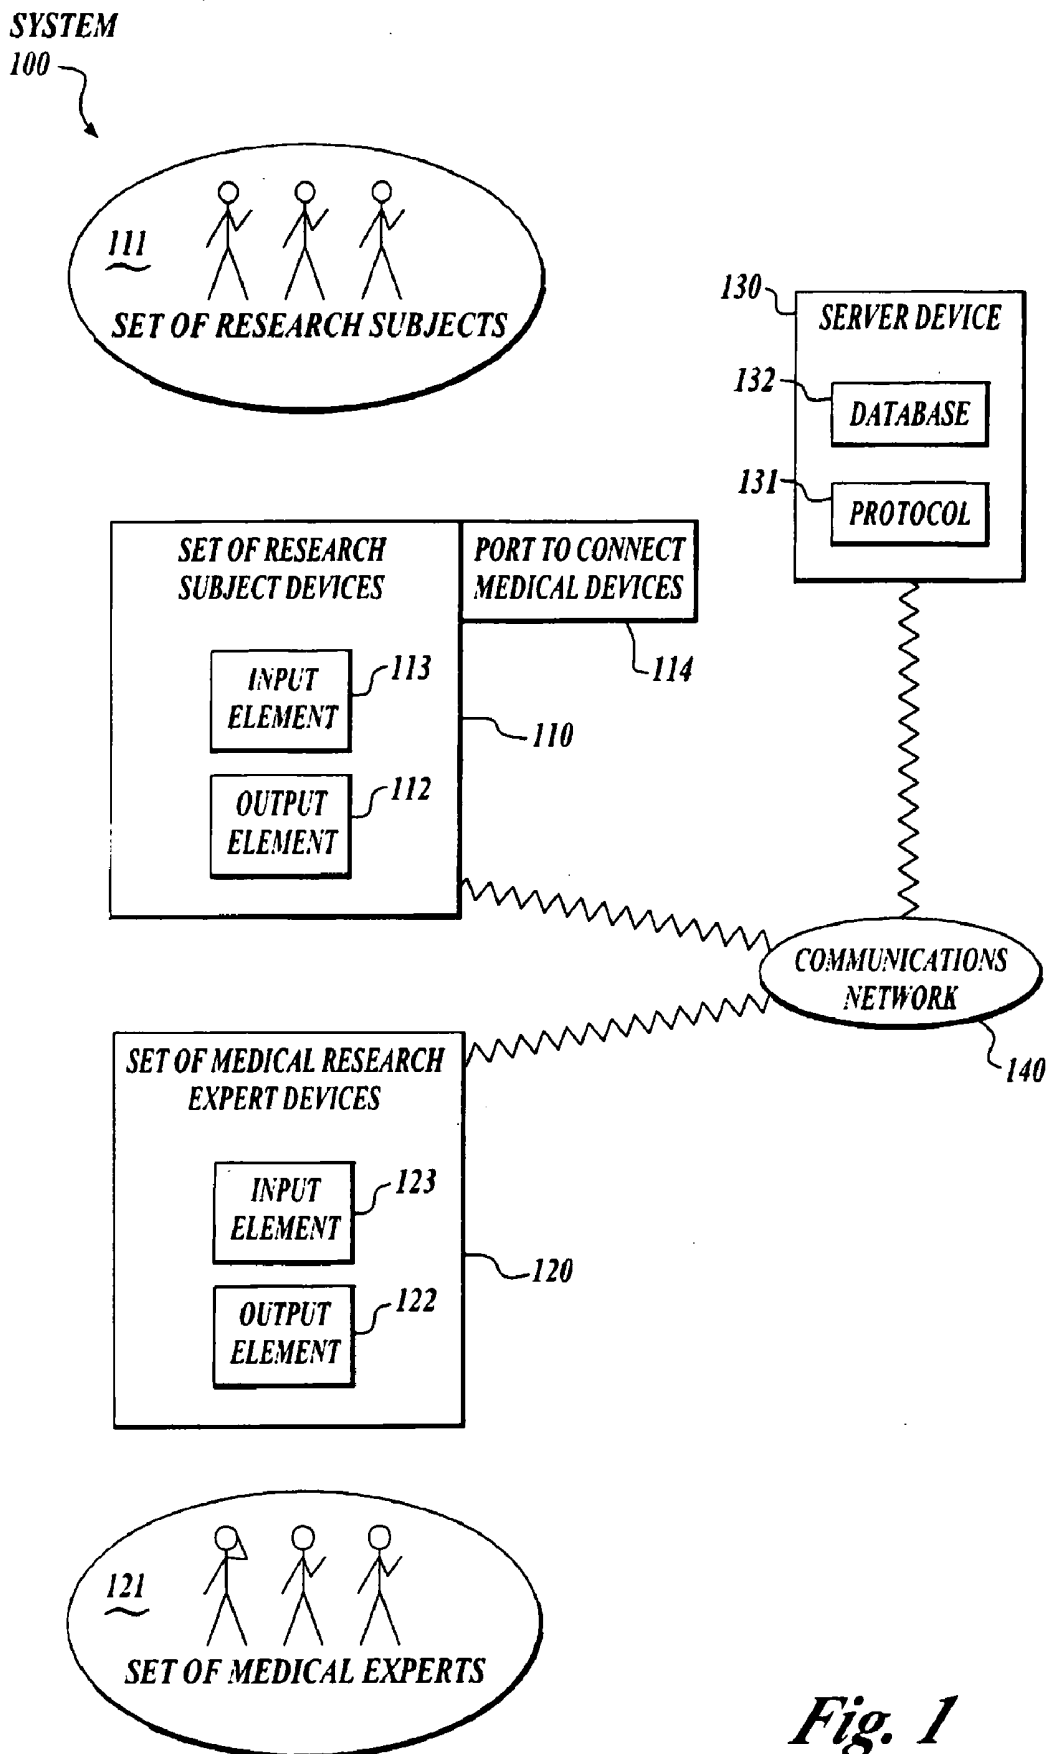 SYSTEM
100
111
SET OF RESEARCH SUBJECTS
130
SERVER DEVICE
132
DATABASE
131
PROTOCOL
SET OF RESEARCH
SUBJECT DEVICES
PORT TO CONNECT
MEDICAL DEVICES
114
INPUT
ELEMENT
113
110
OUTPUT
ELEMENT
112
COMMUNICATIONS
NETWORK
140
SET OF MEDICAL RESEARCH
EXPERT DEVICES
INPUT
ELEMENT
123
120
OUTPUT
ELEMENT
122
121
SET OF MEDICAL EXPERTS
Fig. 1